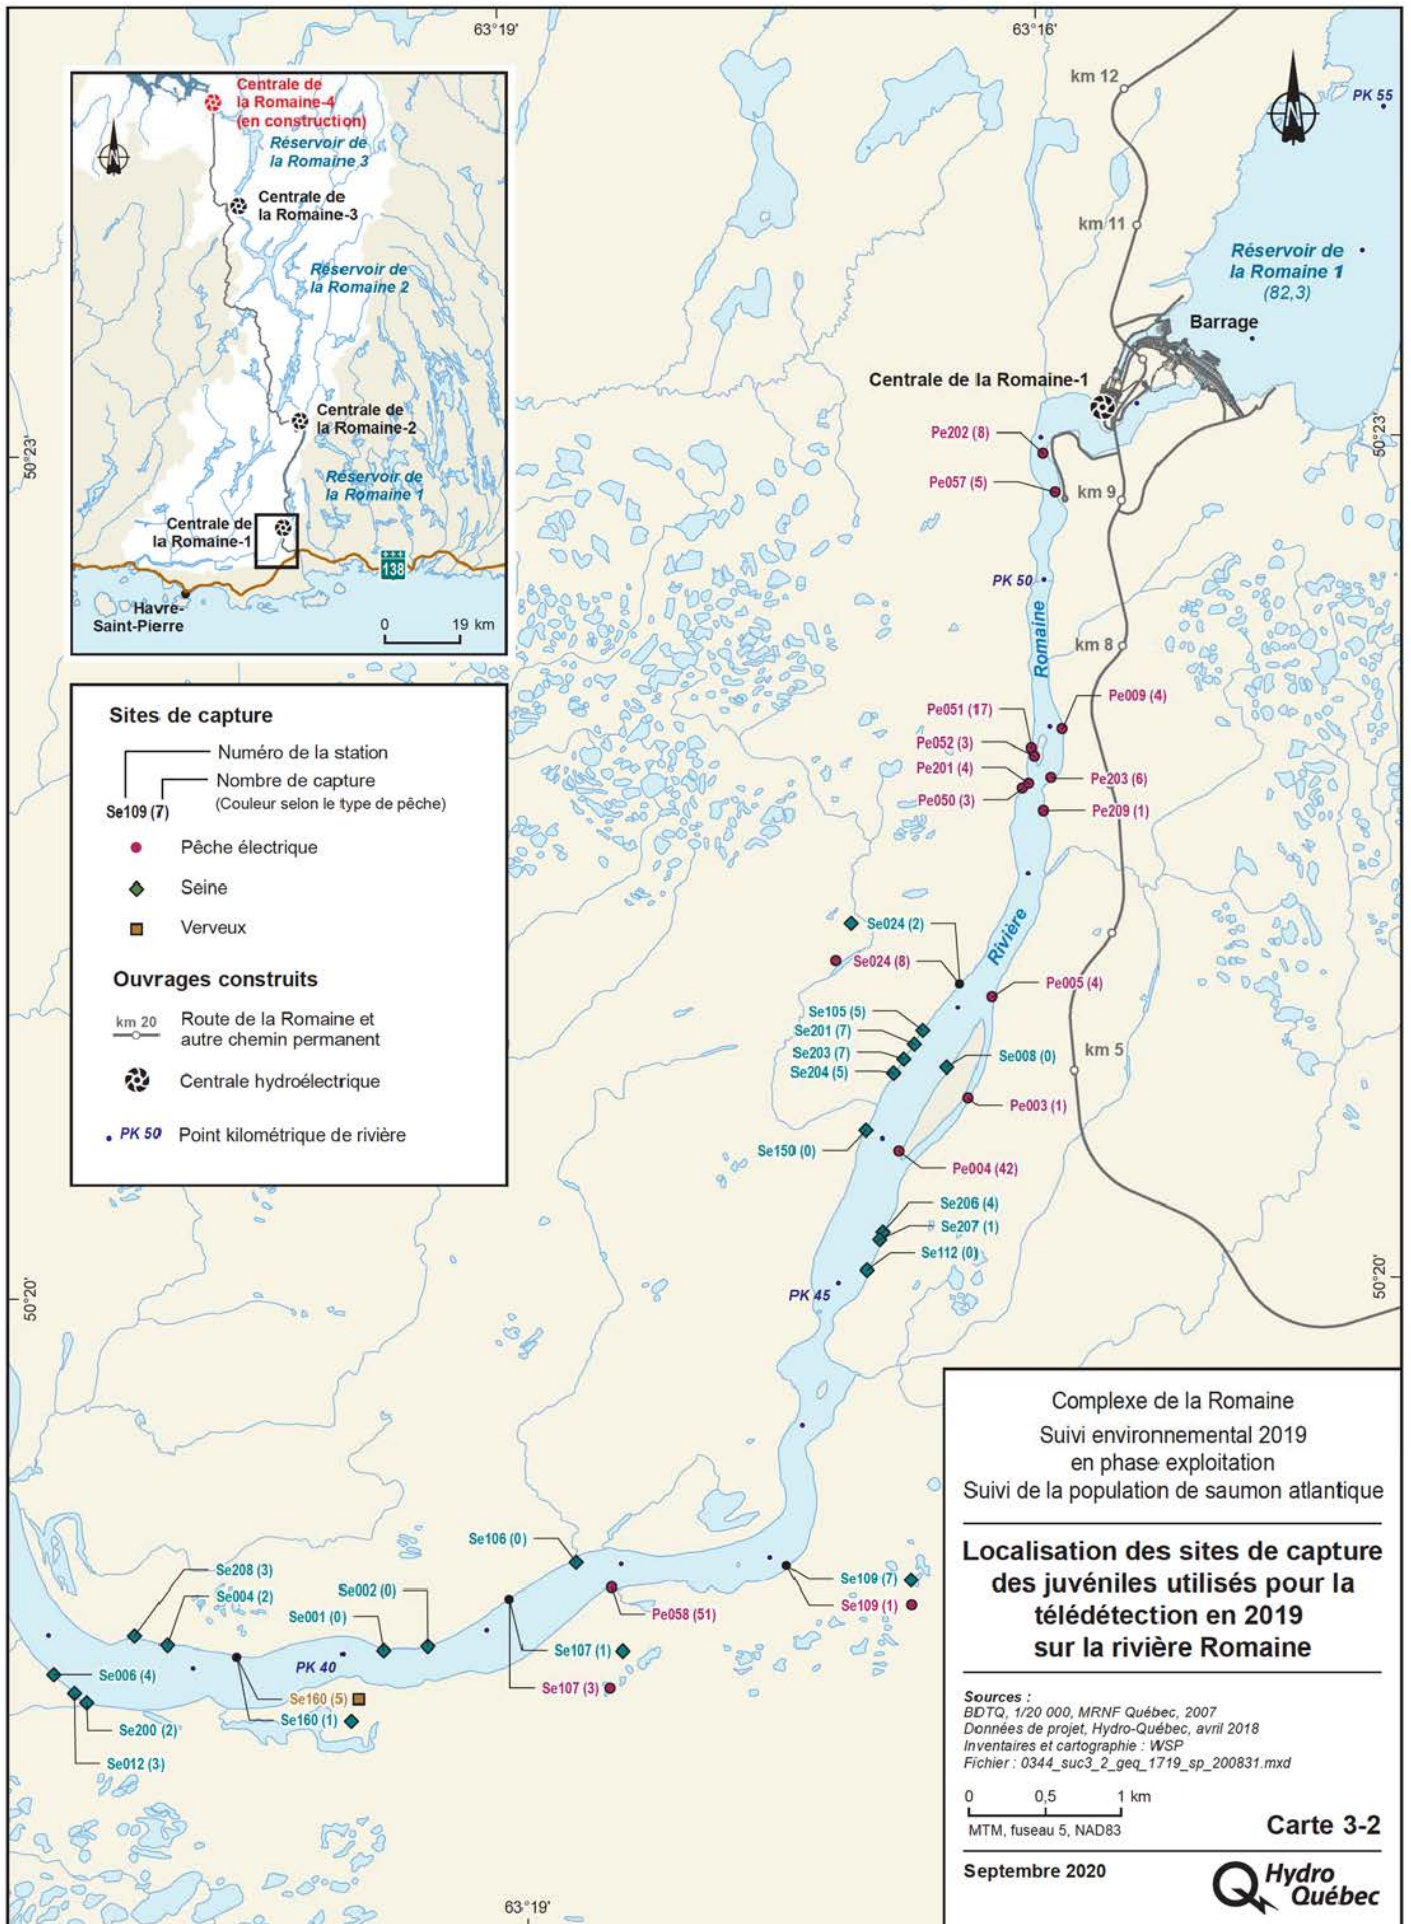 63°19'
63°16'
km 12
PK 55
km 11
Réservoir de
la Romaine 1
(82,3)
Barrage
Centrale de la Romaine-1
50°23'
50°23'
Pe202 (8)
Pe057 (5)
km 9
PK 50
Romaine
km 8
Pe009 (4)
Pe051 (17)
Pe052 (3)
Pe201 (4)
Pe050 (3)
Pe203 (6)
Pe209 (1)
Se024 (2)
Se024 (8)
Rivière
Pe005 (4)
Se105 (5)
Se201 (7)
Se203 (7)
Se204 (5)
Se008 (0)
km 5
Pe003 (1)
Se150 (0)
Pe004 (42)
Se206 (4)
Se207 (1)
Se112 (0)
PK 45
50°20'
50°20'
Se106 (0)
Se208 (3)
Se004 (2)
Se002 (0)
Se001 (0)
Se109 (7)
Se109 (1)
Pe058 (51)
Se107 (1)
Se107 (3)
PK 40
Se006 (4)
Se160 (5)
Se160 (1)
Se200 (2)
Se012 (3)
63°19'
Centrale de
la Romaine-4
(en construction)
Réservoir de
la Romaine 3
Centrale de
la Romaine-3
Réservoir de
la Romaine 2
Centrale de
la Romaine-2
Réservoir de
la Romaine 1
Centrale de
la Romaine-1
138
Havre-
Saint-Pierre
0 19 km
N
N
Sites de capture
Numéro de la station
Nombre de capture
(Couleur selon le type de pêche)
Se109 (7)
Pêche électrique
Seine
Verveux
Ouvrages construits
km 20
Route de la Romaine et
autre chemin permanent
Centrale hydroélectrique
PK 50 Point kilométrique de rivière
Complexe de la Romaine
Suivi environnemental 2019
en phase exploitation
Suivi de la population de saumon atlantique
Localisation des sites de capture
des juvéniles utilisés pour la
télédétection en 2019
sur la rivière Romaine
Sources :
BDTQ, 1/20 000, MRNF Québec, 2007
Données de projet, Hydro-Québec, avril 2018
Inventaires et cartographie : WSP
Fichier : 0344_suc3_2_geq_1719_sp_200831.mxd
0 0,5 1 km
MTM, fuseau 5, NAD83
Carte 3-2
Septembre 2020
Hydro
Québec